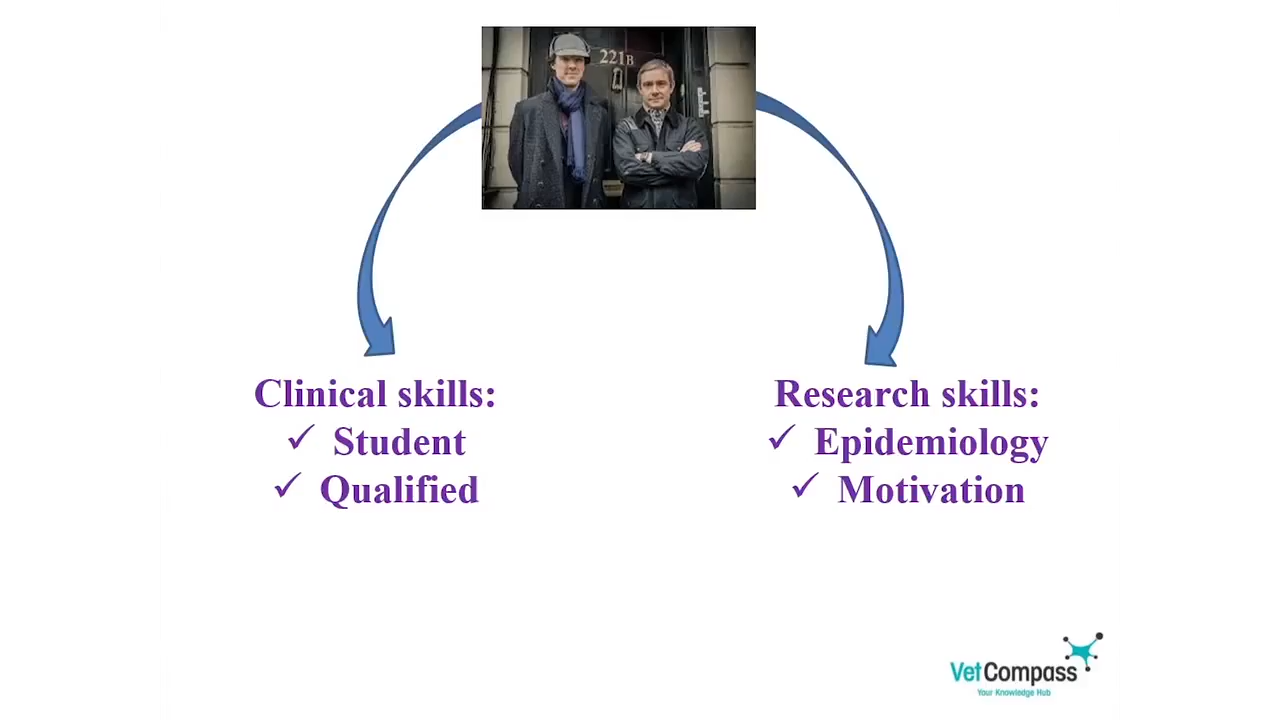 221B
Clinical skills:
✓ Student
✓ Qualified
Research skills:
✓ Epidemiology
✓ Motivation
VetCompass
Your Knowledge Hub